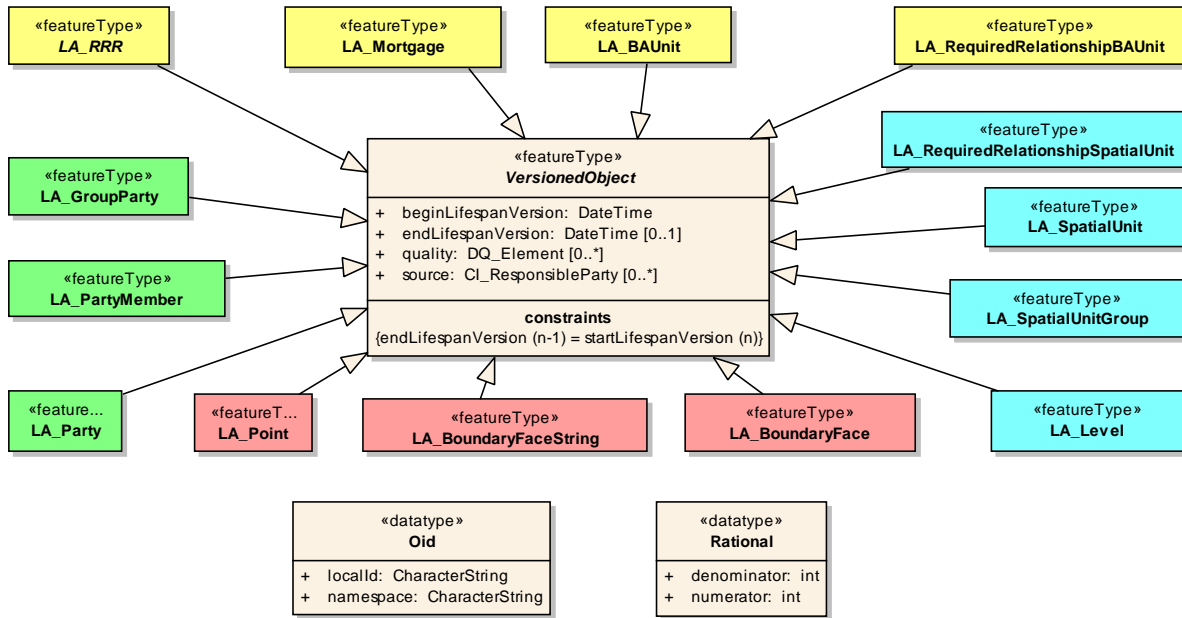 «featureType»
LA_RRR
«featureType»
LA_Mortgage
«featureType»
LA_BAUnit
«featureType»
LA_RequiredRelationshipBAUnit
«featureType»
LA_RequiredRelationshipSpatialUnit
«featureType»
VersionedObject
+ beginLifespanVersion: DateTime
+ endLifespanVersion: DateTime [0..1]
+ quality: DQ_Element [0..*]
+ source: CI_ResponsibleParty [0..*]
constraints
{endLifespanVersion (n-1) = startLifespanVersion (n)}
«featureType»
LA_GroupParty
«featureType»
LA_SpatialUnit
«featureType»
LA_PartyMember
«featureType»
LA_SpatialUnitGroup
«feature...
LA_Party
«featureT...
LA_Point
«featureType»
LA_BoundaryFaceString
«featureType»
LA_BoundaryFace
«featureType»
LA_Level
«datatype»
Oid
+ localId: CharacterString
+ namespace: CharacterString
«datatype»
Rational
+ denominator: int
+ numerator: int